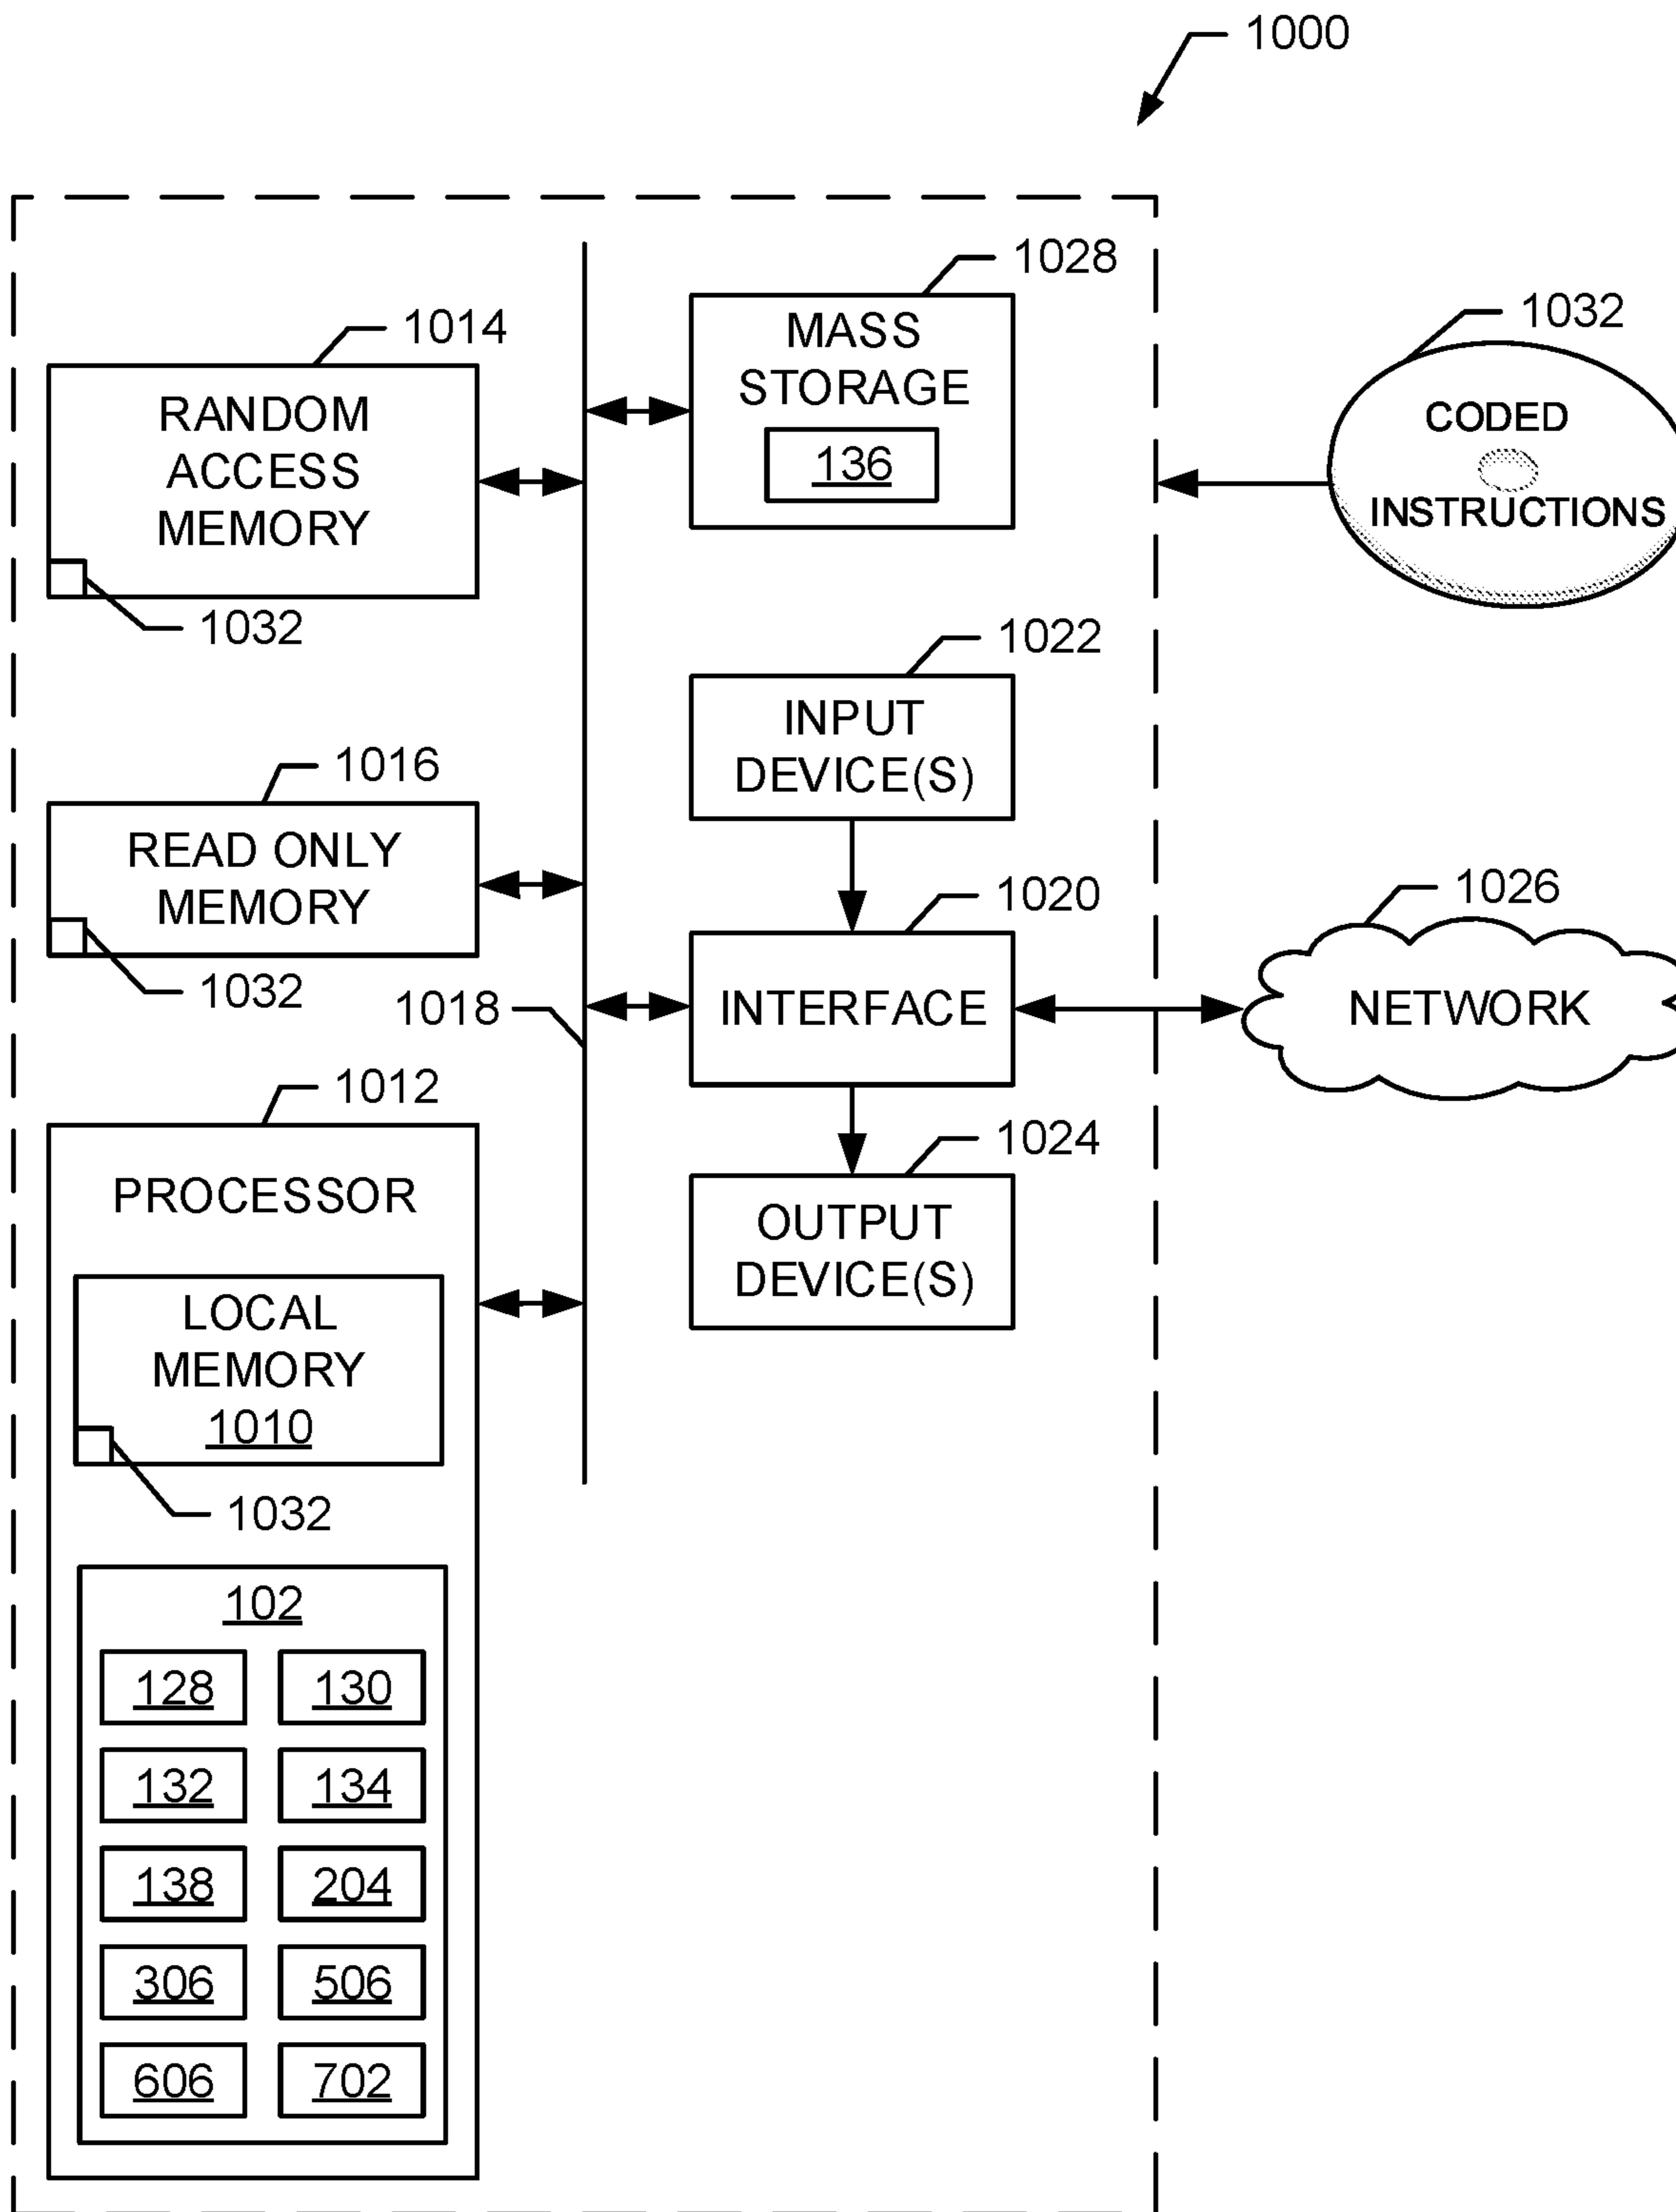 1000
1028
MASS
STORAGE
136
1014
RANDOM
ACCESS
MEMORY
1032
1032
CODED
INSTRUCTIONS
1022
INPUT
DEVICE(S)
1016
READ ONLY
MEMORY
1032
1020
INTERFACE
1018
1026
NETWORK
1012
PROCESSOR
1024
OUTPUT
DEVICE(S)
LOCAL
MEMORY
1010
1032
102
128
130
132
134
138
204
306
506
606
702